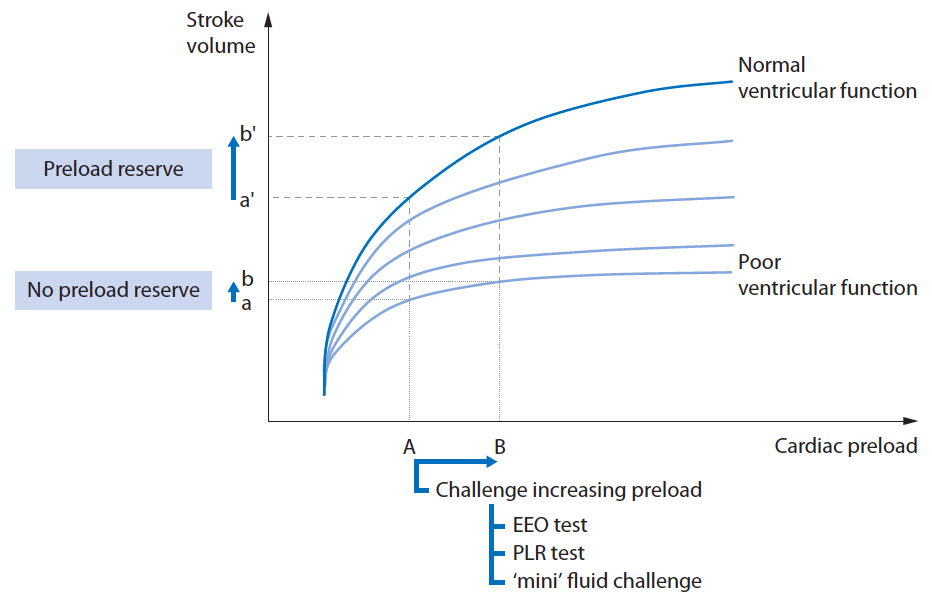 Stroke
volume
Normal
ventricular function
b'
Preload reserve
a'
b
No preload reserve
a
Poor
ventricular function
A
B
Cardiac preload
Challenge increasing preload
EEO test
PLR test
‘mini’ fluid challenge